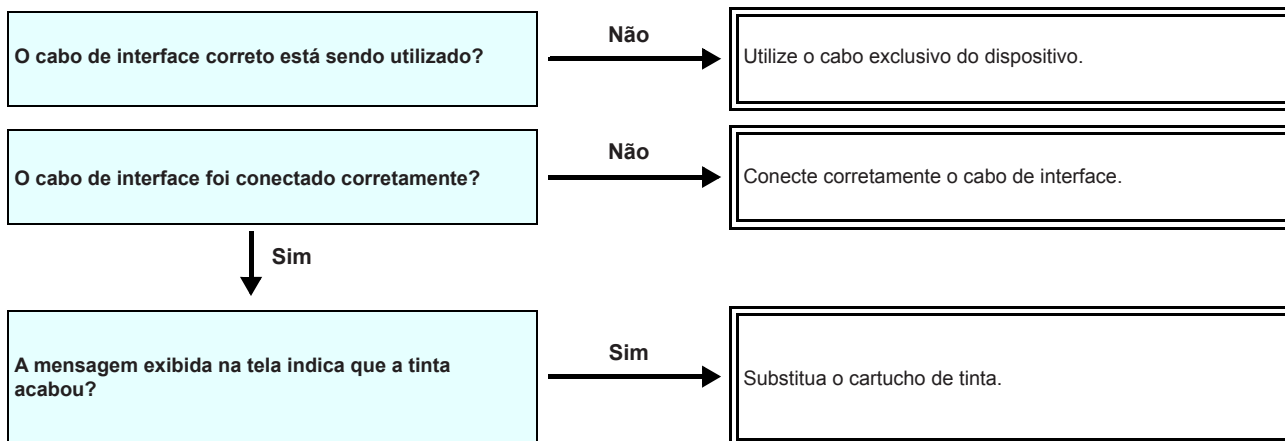 O cabo de interface correto está sendo utilizado?
Não
Utilize o cabo exclusivo do dispositivo.
O cabo de interface foi conectado corretamente?
Não
Conecte corretamente o cabo de interface.
Sim
A mensagem exibida na tela indica que a tinta
acabou?
Sim
Substitua o cartucho de tinta.